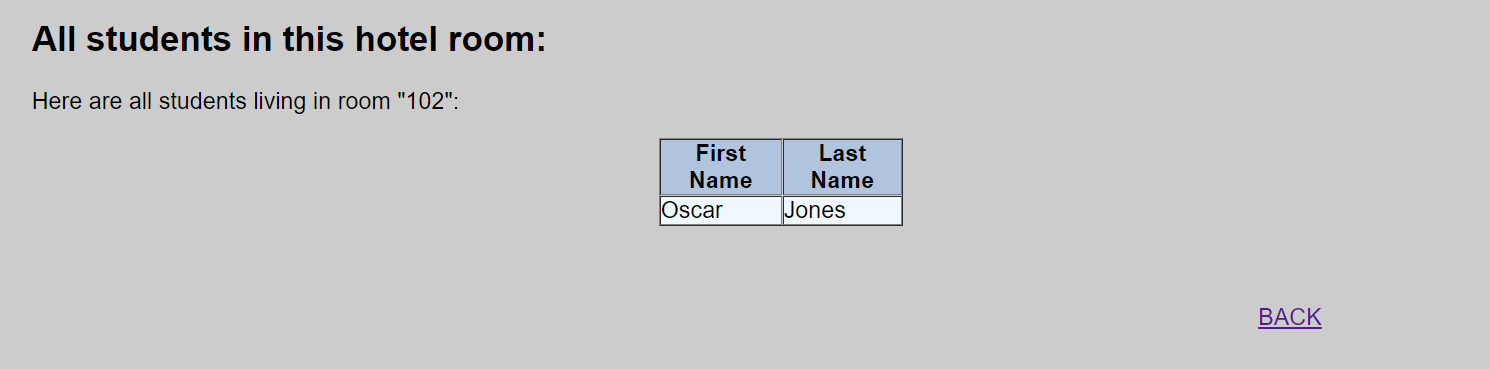 All students in this hotel room:
Here are all students living in room "102":
First Name Last Name
Oscar Jones
BACK